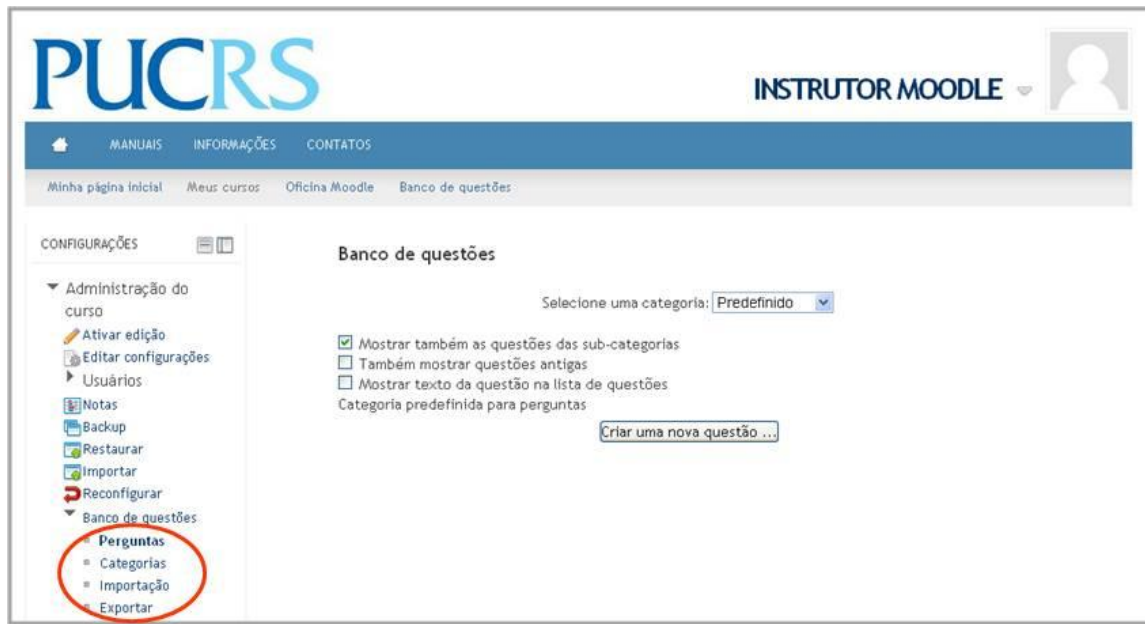 PUCRS
INSTRUTOR MOODLE
MANUAIS INFORMAÇÕES CONTATOS
Minha página inicial Meus cursos Oficina Moodle Banco de questões
CONFIGURAÇÕES
Administração do
curso
Ativar edição
Editar configurações
Usuários
Notas
Backup
Restaurar
Importar
Reconfigurar
Banco de questões
Perguntas
Categorias
Importação
Exportar
Banco de questões
Selecione uma categoria: Predefinido
Mostrar também as questões das sub-categorias
Também mostrar questões antigas
Mostrar texto da questão na lista de questões
Categoria predefinida para perguntas
Criar uma nova questão ...